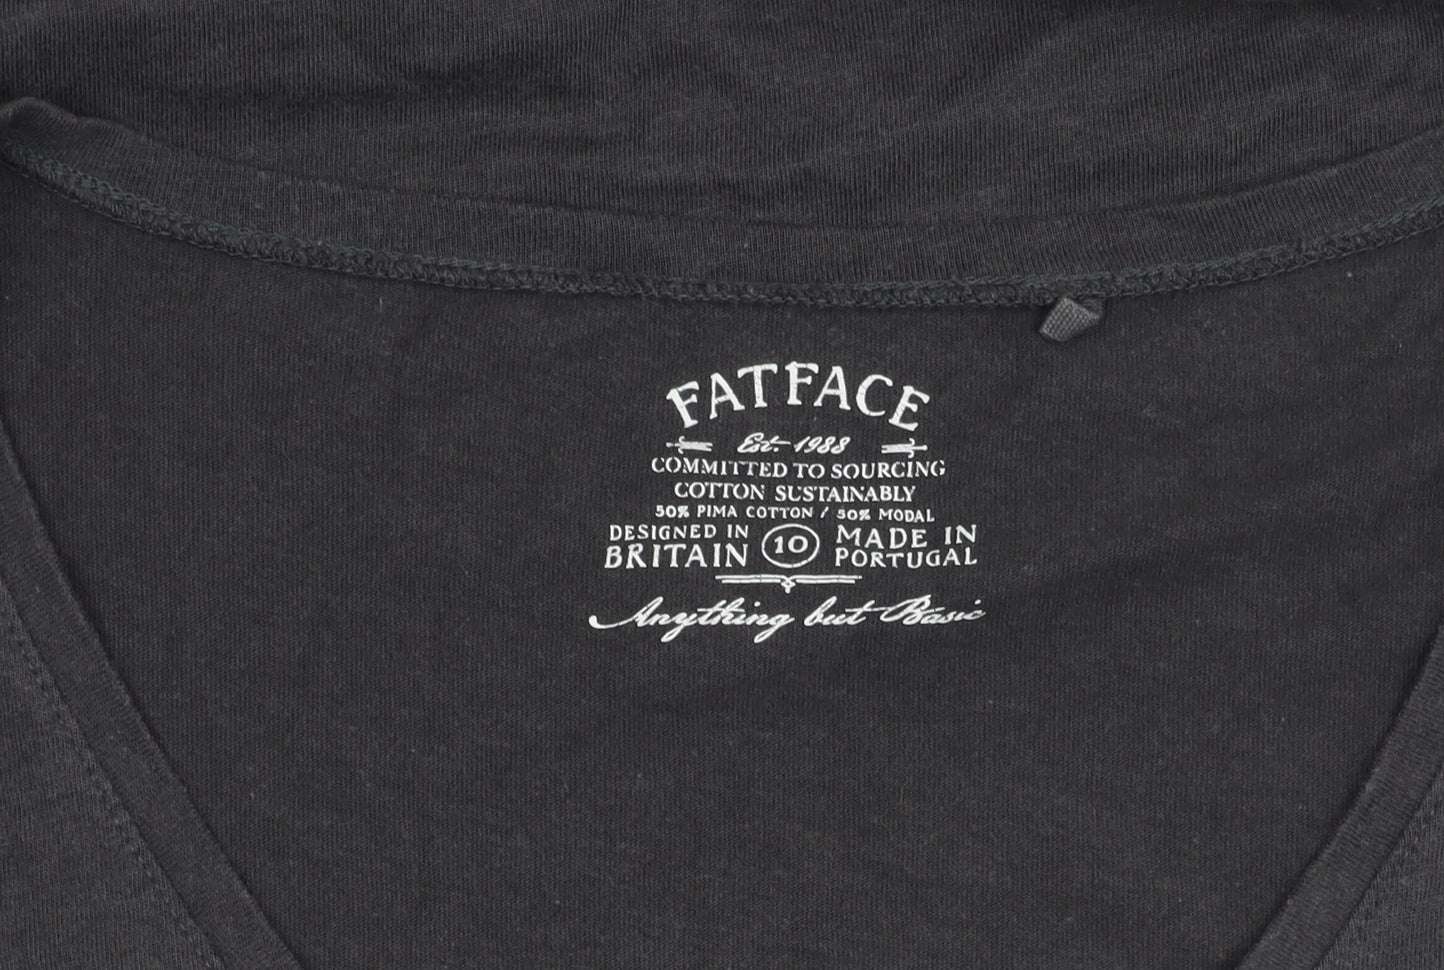 FATFACE
Est. 1988
COMMITTED TO SOURCING
COTTON SUSTAINABLY
50% PIMA COTTON / 50% MODAL
DESIGNED IN BRITAIN
10
MADE IN PORTUGAL
Anything but Basic